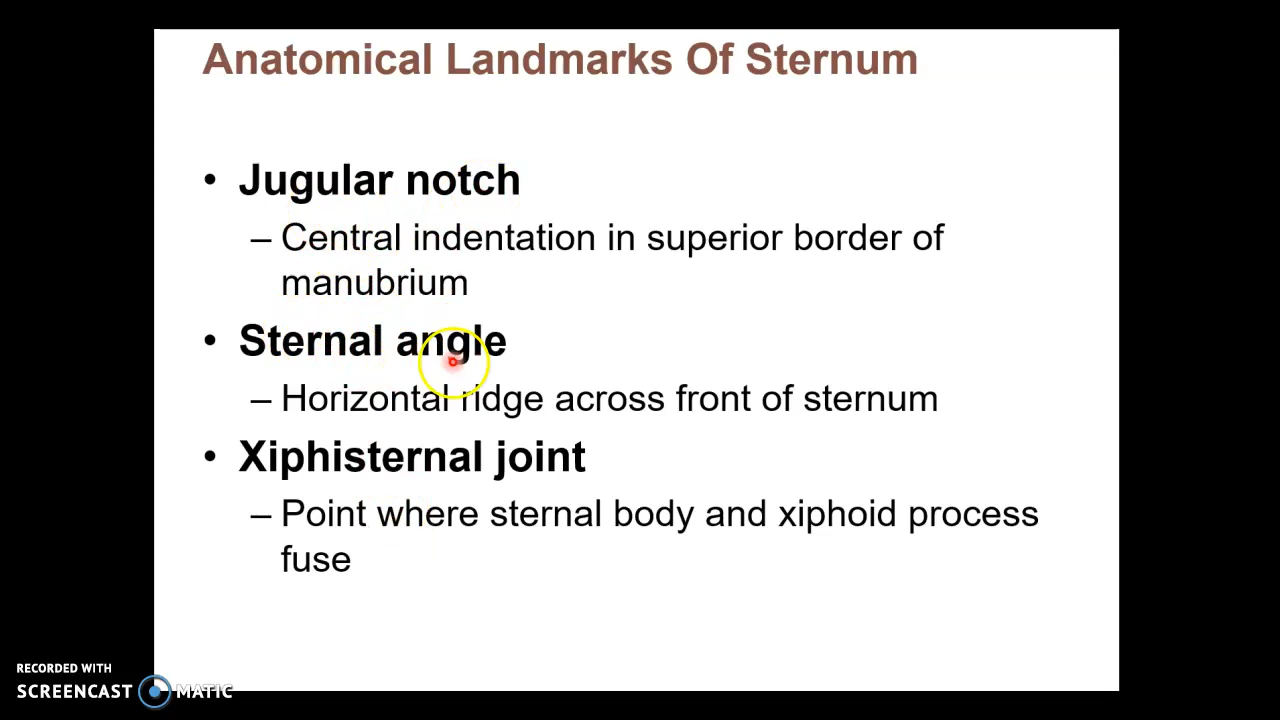 Anatomical Landmarks Of Sternum
• Jugular notch
– Central indentation in superior border of
manubrium
• Sternal angle
– Horizontal ridge across front of sternum
• Xiphisternal joint
– Point where sternal body and xiphoid process
fuse
RECORDED WITH
SCREENCAST MATIC